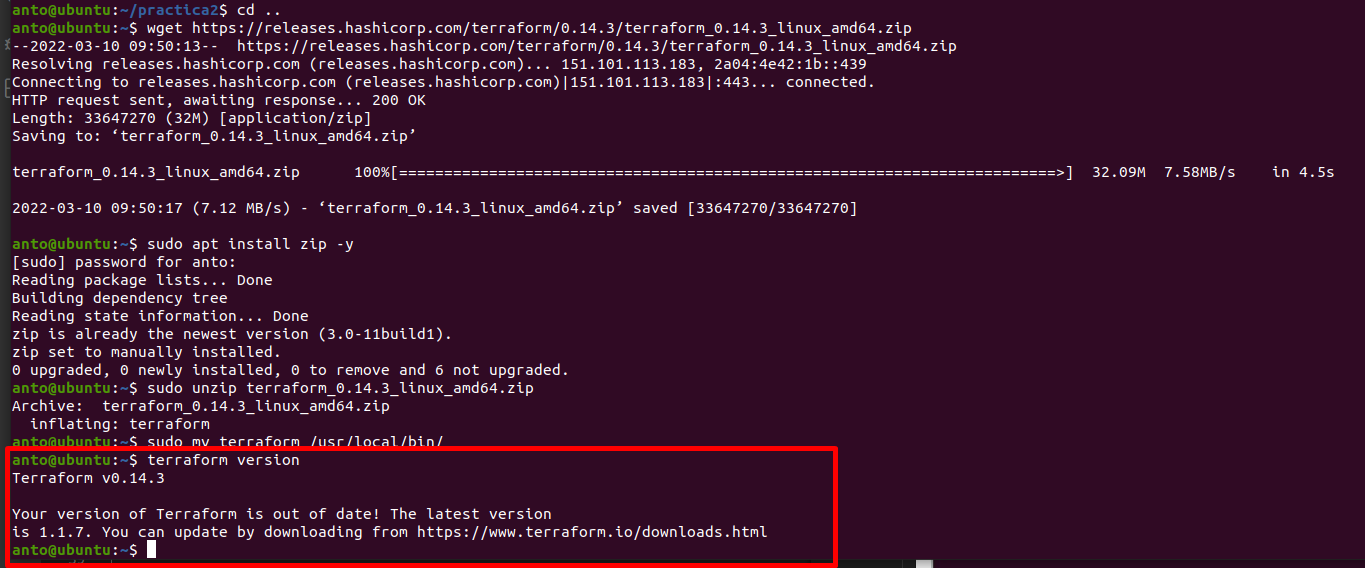 anto@ubuntu:~/practica2$ cd ..
anto@ubuntu:~$ wget https://releases.hashicorp.com/terraform/0.14.3/terraform_0.14.3_linux_amd64.zip
--2022-03-10 09:50:13--  https://releases.hashicorp.com/terraform/0.14.3/terraform_0.14.3_linux_amd64.zip
Resolving releases.hashicorp.com (releases.hashicorp.com)... 151.101.113.183, 2a04:4e42:1b::439
Connecting to releases.hashicorp.com (releases.hashicorp.com)|151.101.113.183|:443... connected.
HTTP request sent, awaiting response... 200 OK
Length: 33647270 (32M) [application/zip]
Saving to: ‘terraform_0.14.3_linux_amd64.zip’
terraform_0.14.3_linux_amd64.zip      100%[=========================================================================>]  32.09M  7.58MB/s    in 4.5s
2022-03-10 09:50:17 (7.12 MB/s) - ‘terraform_0.14.3_linux_amd64.zip’ saved [33647270/33647270]
anto@ubuntu:~$ sudo apt install zip -y
[sudo] password for anto:
Reading package lists... Done
Building dependency tree
Reading state information... Done
zip is already the newest version (3.0-11build1).
zip set to manually installed.
0 upgraded, 0 newly installed, 0 to remove and 6 not upgraded.
anto@ubuntu:~$ sudo unzip terraform_0.14.3_linux_amd64.zip
Archive:  terraform_0.14.3_linux_amd64.zip
  inflating: terraform
anto@ubuntu:~$ sudo mv terraform /usr/local/bin/
anto@ubuntu:~$ terraform version
Terraform v0.14.3
Your version of Terraform is out of date! The latest version
is 1.1.7. You can update by downloading from https://www.terraform.io/downloads.html
anto@ubuntu:~$